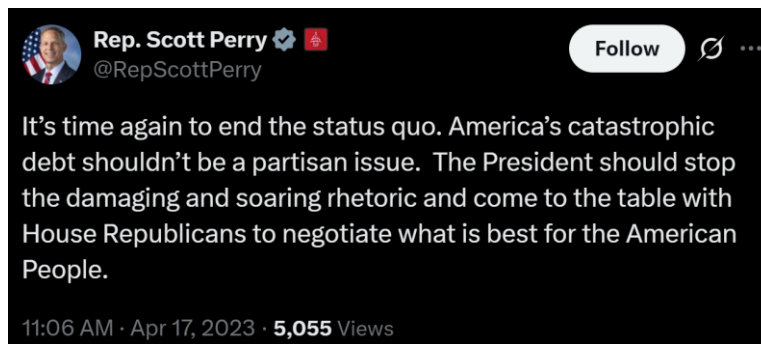 Rep. Scott Perry
Follow
@RepScottPerry
It’s time again to end the status quo. America’s catastrophic
debt shouldn’t be a partisan issue.  The President should stop
the damaging and soaring rhetoric and come to the table with
House Republicans to negotiate what is best for the American
People.
11:06 AM · Apr 17, 2023 · 5,055 Views